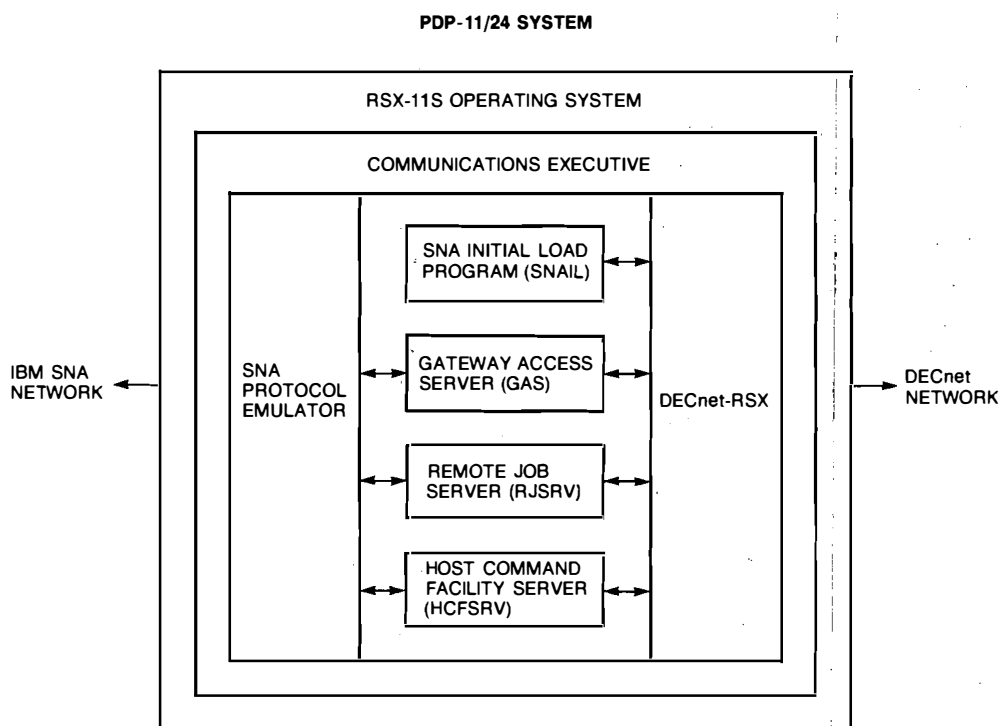 PDP-11/24 SYSTEM
RSX-11S OPERATING SYSTEM
COMMUNICATIONS EXECUTIVE
SNA INITIAL LOAD
PROGRAM (SNAIL)
GATEWAY ACCESS
SERVER (GAS)
IBM SNA
NETWORK
SNA
PROTOCOL
EMULATOR
DECnet-RSX
DECnet
NETWORK
REMOTE JOB
SERVER (RJSRV)
HOST COMMAND
FACILITY SERVER
(HCFSRV)